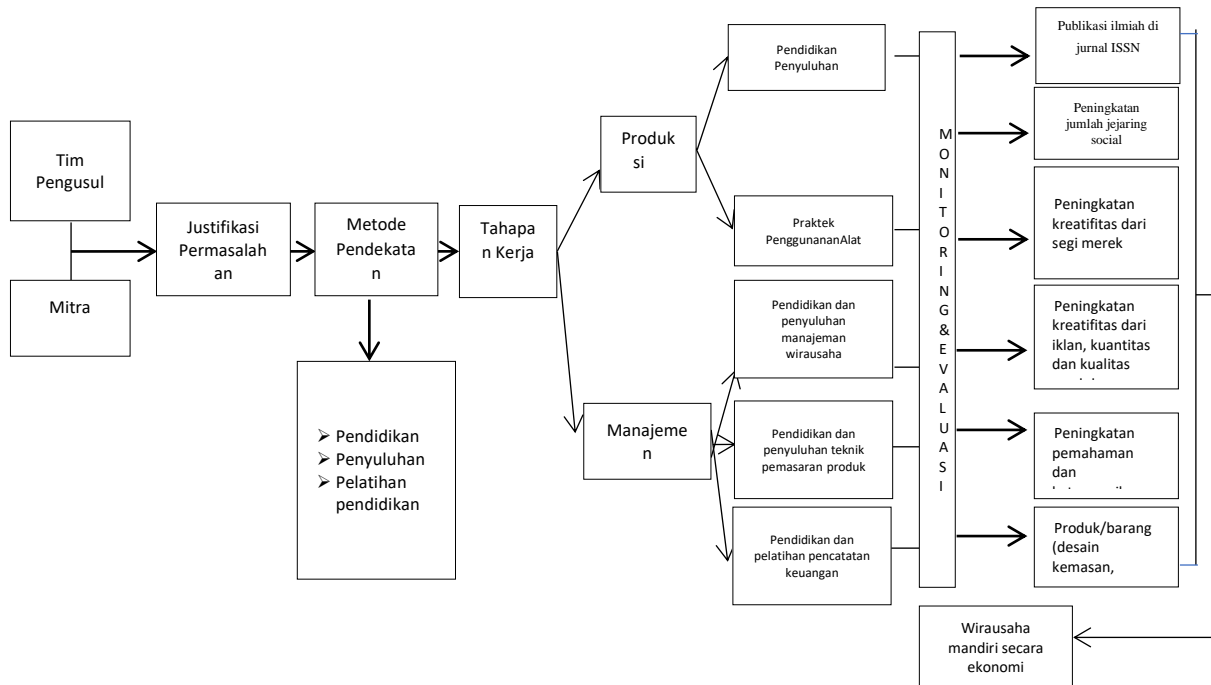 Tim
Pengusul
Mitra
Justifikasi
Permasalah
an
Metode
Pendekata
n
➢ Pendidikan
➢ Penyuluhan
➢ Pelatihan
pendidikan
Tahapa
n Kerja
Produk
si
Manajeme
n
Pendidikan
Penyuluhan
Praktek
PenggunananAlat
Pendidikan dan
penyuluhan
manajeman
wirausaha
Pendidikan dan
penyuluhan teknik
pemasaran produk
Pendidikan dan
pelatihan pencatatan
keuangan
M
O
N
I
T
O
R
I
N
G
&
E
V
A
L
U
A
S
I
Publikasi ilmiah di
jurnal ISSN
Peningkatan
jumlah jejaring
social
Peningkatan
kreatifitas dari
segi merek
Peningkatan
kreatifitas dari
iklan, kuantitas
dan kualitas
Peningkatan
pemahaman
dan
Produk/barang
(desain
kemasan,
Wirausaha
mandiri secara
ekonomi